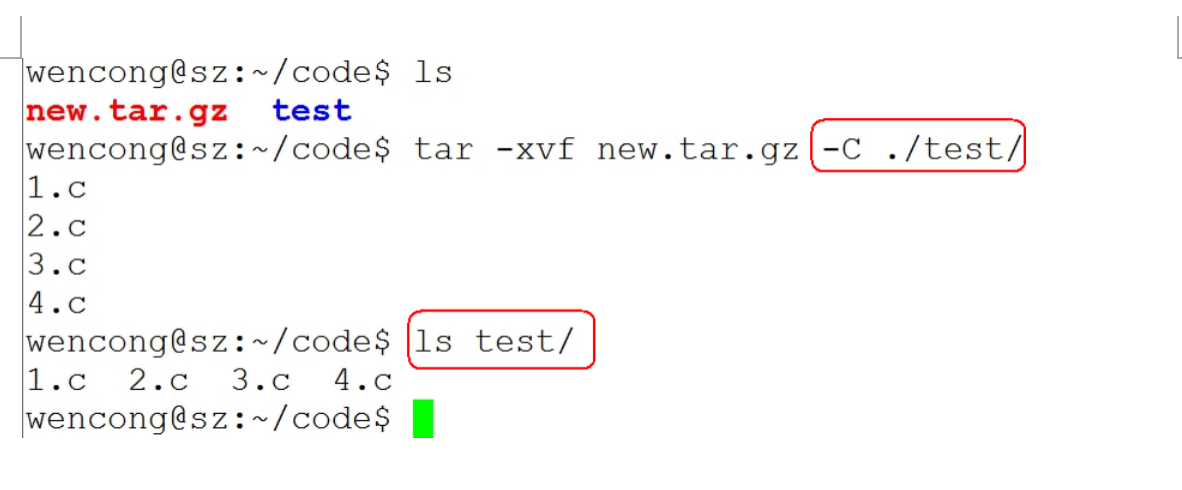 wencong@sz:~/code$ ls
new.tar.gz  test
wencong@sz:~/code$ tar -xvf new.tar.gz -C ./test/
1.c
2.c
3.c
4.c
wencong@sz:~/code$ ls test/
1.c  2.c  3.c  4.c
wencong@sz:~/code$